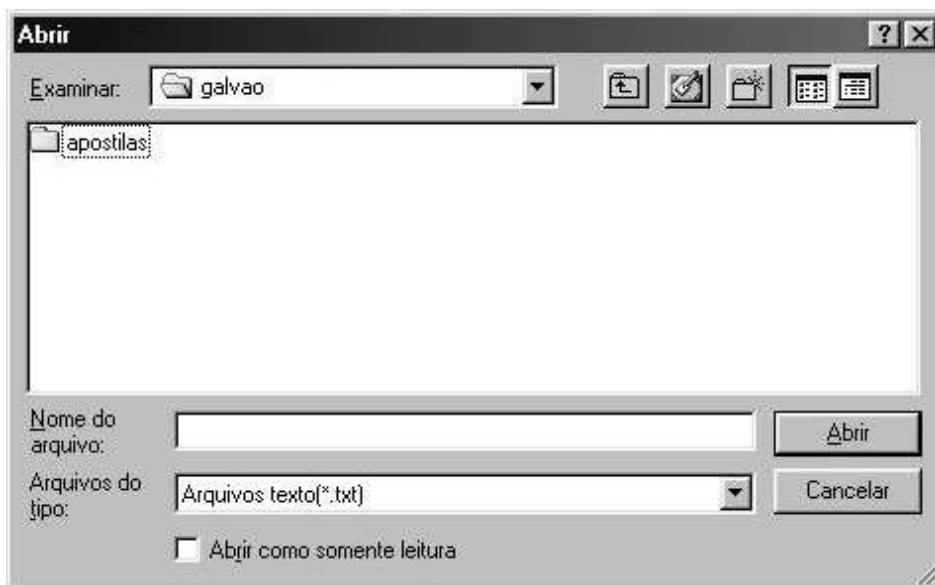 Abrir
Examinar: galvao
apostilas
Nome do
arquivo:
Abrir
Arquivos do
tipo:
Arquivos texto(*.txt)
Cancelar
Abrir como somente leitura